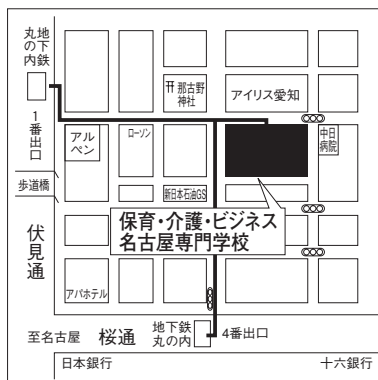 地下鉄
丸の内
1番出口
那古野
神社
アイリス愛知
アル
ペン
ローソン
中日
病院
歩道橋
新日本石油GS
保育・介護・ビジネス
名古屋専門学校
伏見通
アパホテル
至名古屋
桜通
地下鉄
丸の内
4番出口
日本銀行
十六銀行